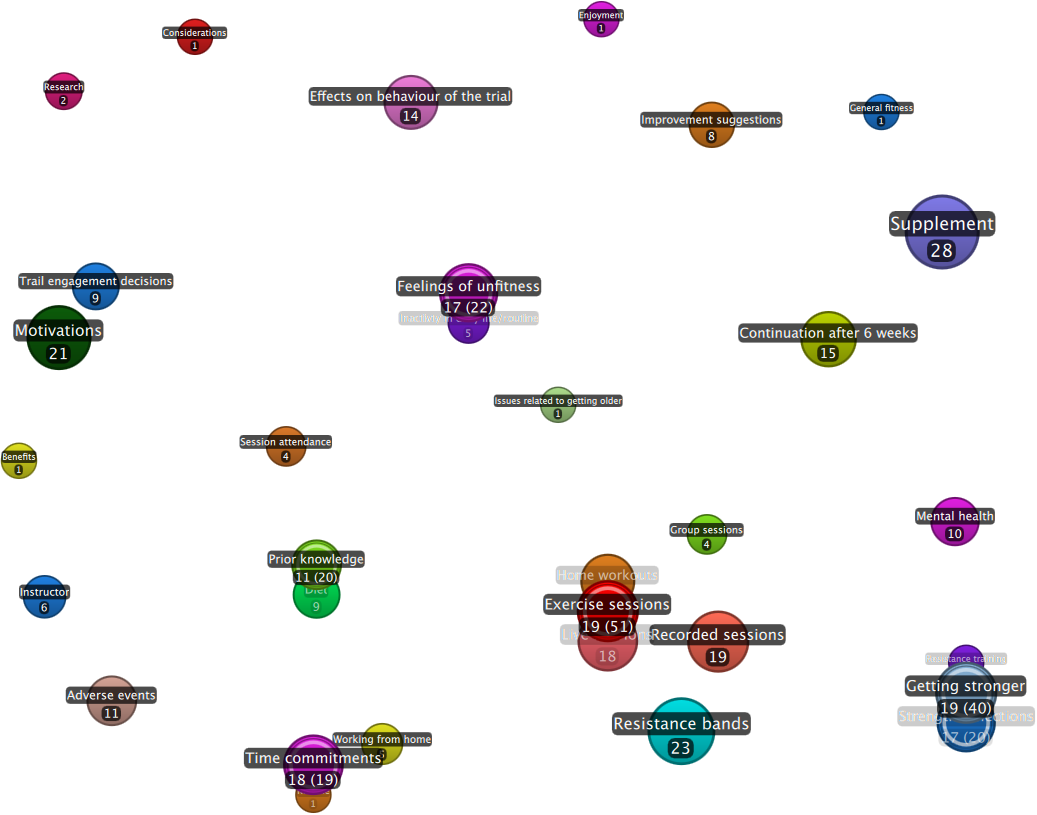 Enjoyment
1
Considerations
1
Research
2
Effects on behaviour of the trial
14
General fitness
1
Improvement suggestions
8
Supplement
28
Trail engagement decisions
9
Feelings of unfitness
17 (22)
5
Motivations
21
Continuation after 6 weeks
15
Issues related to getting older
1
Session attendance
4
Benefits
1
Mental health
10
Group sessions
4
Prior knowledge
11 (20)
Diet
9
Home workouts
Instructor
6
Exercise sessions
19 (51)
18
Recorded sessions
19
Resistance training
Getting stronger
19 (40)
17 (20)
Adverse events
11
Resistance bands
23
Working from home
Time commitments
18 (19)
1